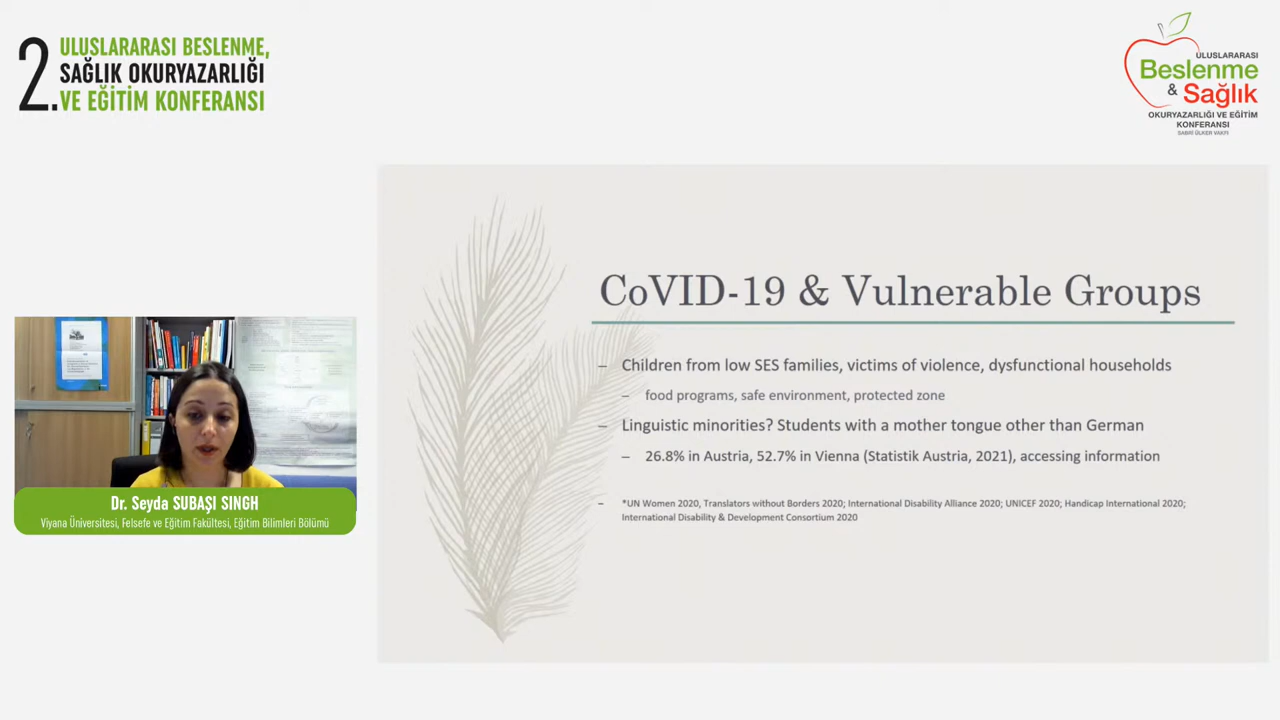 2. ULUSLARARASI BESLENME,
SAĞLIK OKURYAZARLIĞI
VE EĞİTİM KONFERANSI
ULUSLARARASI
Beslenme
& Sağlık
OKURYAZARLIĞI VE EĞİTİM
KONFERANSI
SABRİ ÜLKER VAKFI
CoVID-19 & Vulnerable Groups
– Children from low SES families, victims of violence, dysfunctional households
– food programs, safe environment, protected zone
– Linguistic minorities? Students with a mother tongue other than German
– 26.8% in Austria, 52.7% in Vienna (Statistik Austria, 2021), accessing information
– *UN Women 2020, Translators without Borders 2020; International Disability Alliance 2020; UNICEF 2020; Handicap International 2020;
International Disability & Development Consortium 2020
Dr. Seyda SUBAŞI SINGH
Viyana Üniversitesi, Felsefe ve Eğitim Fakültesi, Eğitim Bilimleri Bölümü